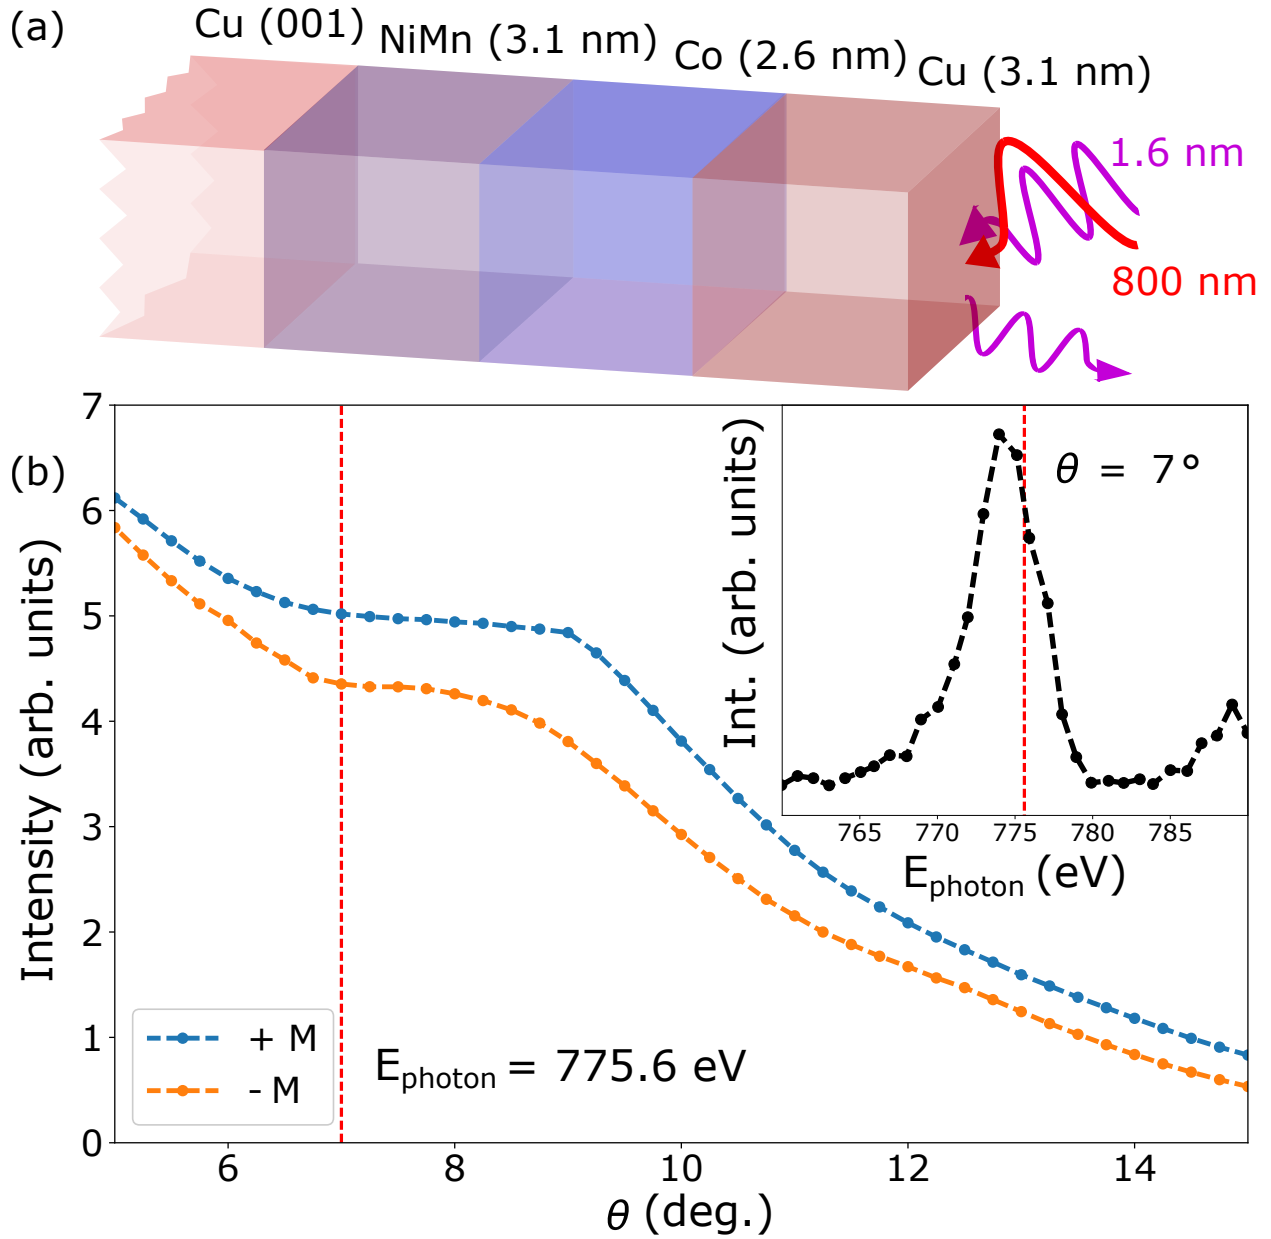 (a)
Cu (001)
NiMn (3.1 nm)
Co (2.6 nm)
Cu (3.1 nm)
1.6 nm
800 nm
(b)
Intensity (arb. units)
7
6
5
4
3
2
1
0
+ M
- M
E_photon = 775.6 eV
6
8
10
12
14
θ (deg.)
Int. (arb. units)
θ = 7°
765
770
775
780
785
E_photon (eV)